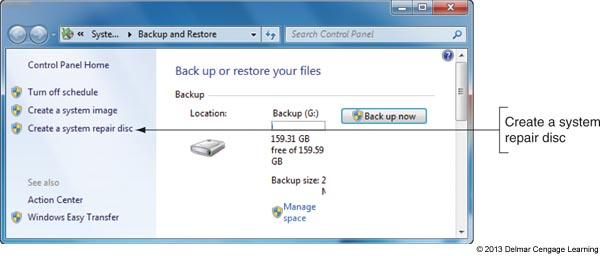 « Syste... ▸ Backup and Restore
Search Control Panel
Control Panel Home
Turn off schedule
Create a system image
Create a system repair disc
See also
Action Center
Windows Easy Transfer
Back up or restore your files
Backup
Location:
Backup (G:)
Back up now
159.31 GB
free of 159.59
GB
Backup size: 2
Manage
space
Create a system
repair disc
© 2013 Delmar Cengage Learning